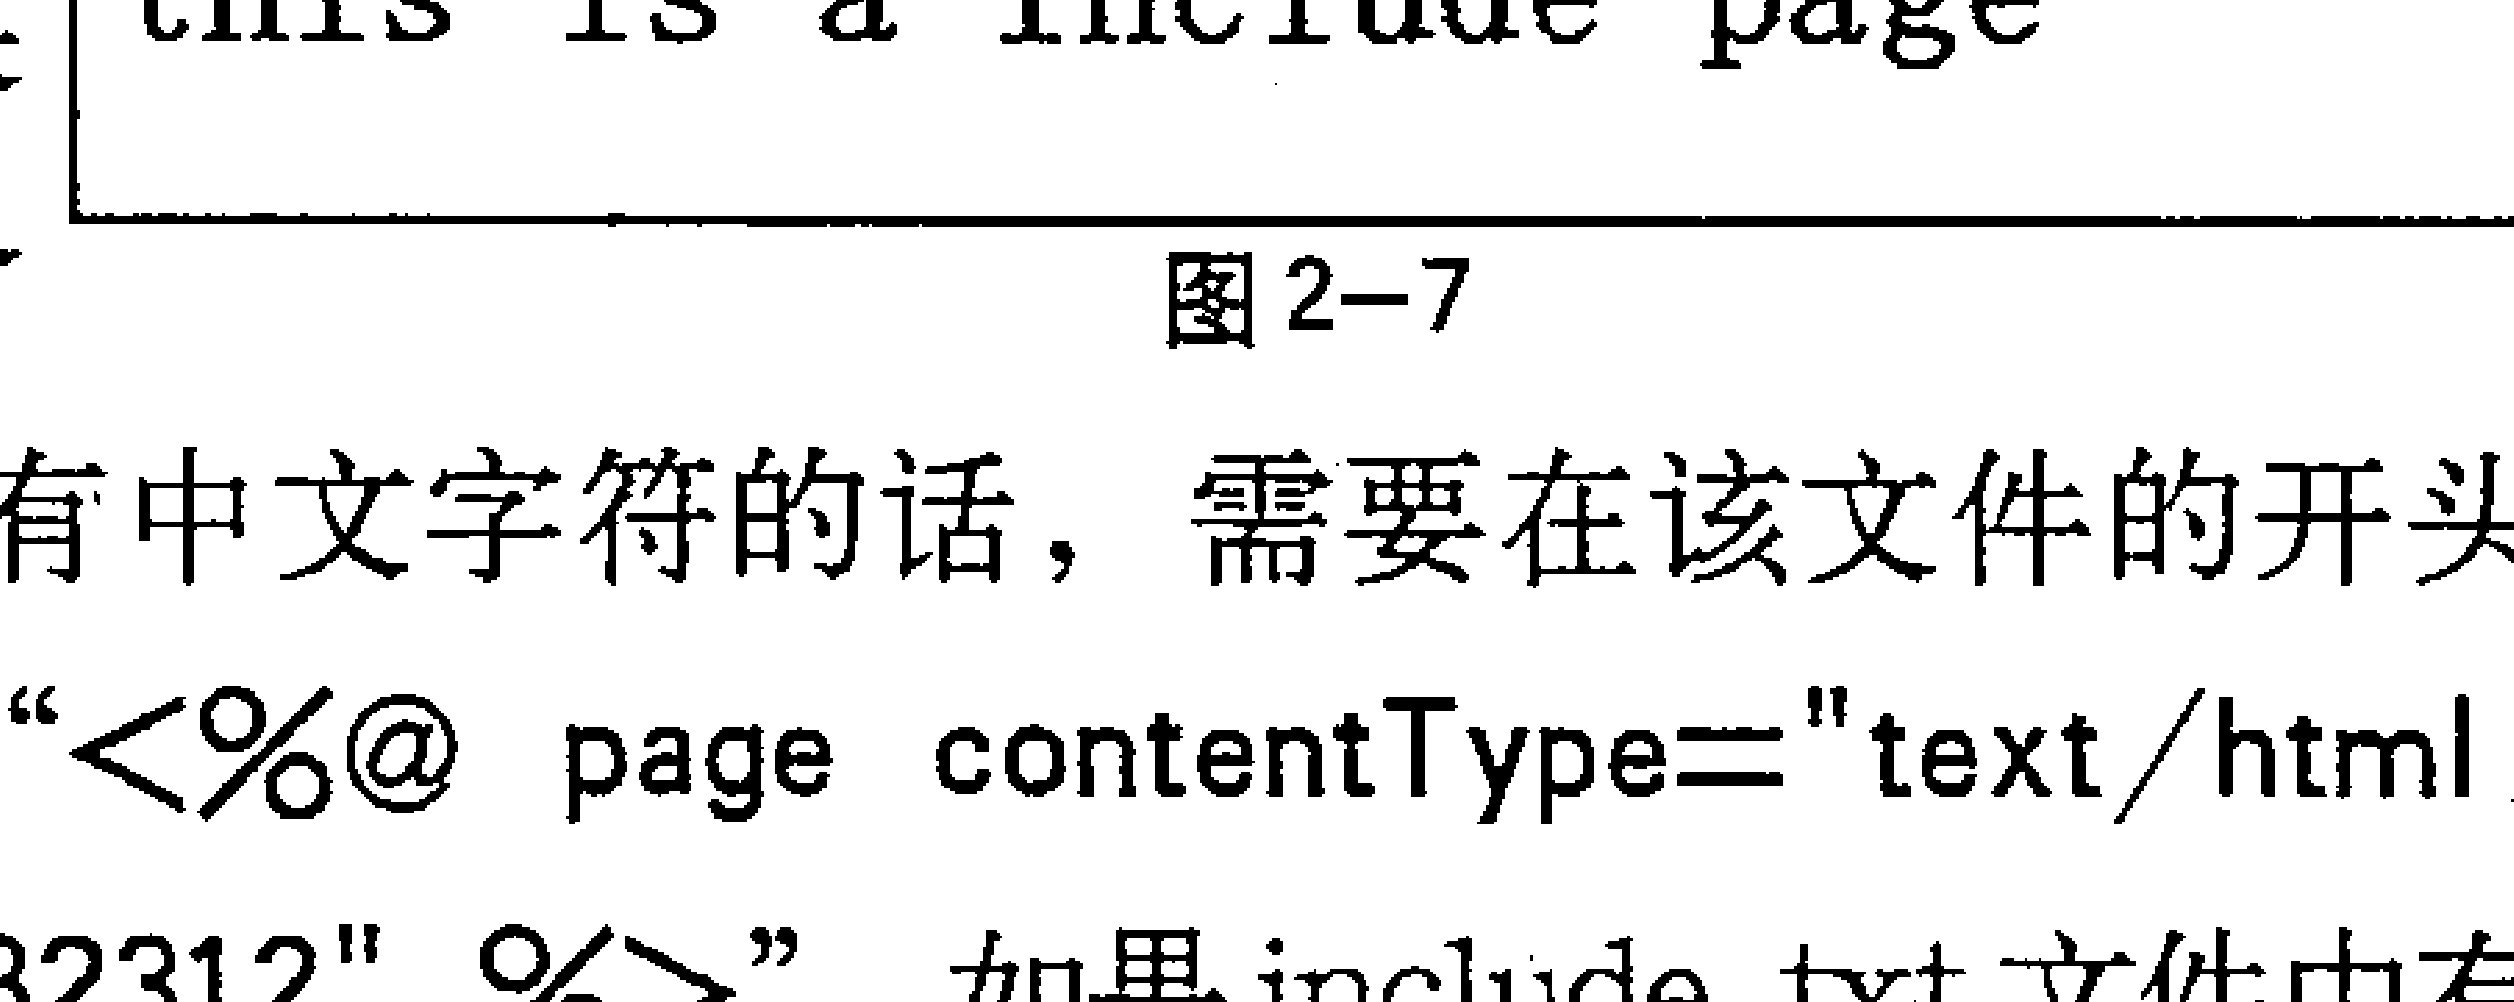 this is a include page
图2-7
有中文字符的话，需要在该文件的开头
“<%@ page contentType="text/html
2312" %>” 如果include.txt文件中有